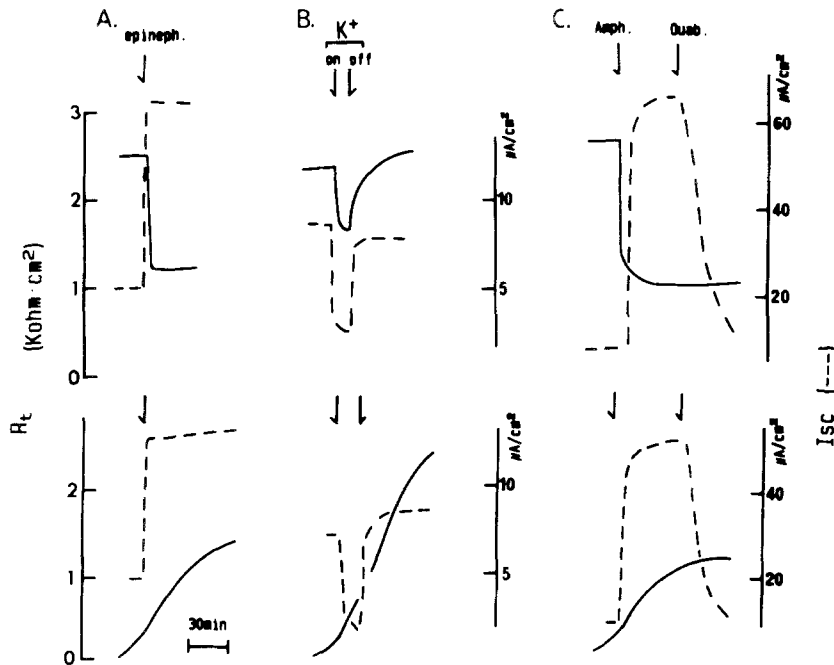 A.
epineph.
B.
K+
on off
C.
Amph.
Ouab.
3
2
1
0
(Kohm·cm²)
10
5
µA/cm²
60
40
20
µA/cm²
Rt
2
1
0
30min
10
5
µA/cm²
40
20
µA/cm²
Isc (---)